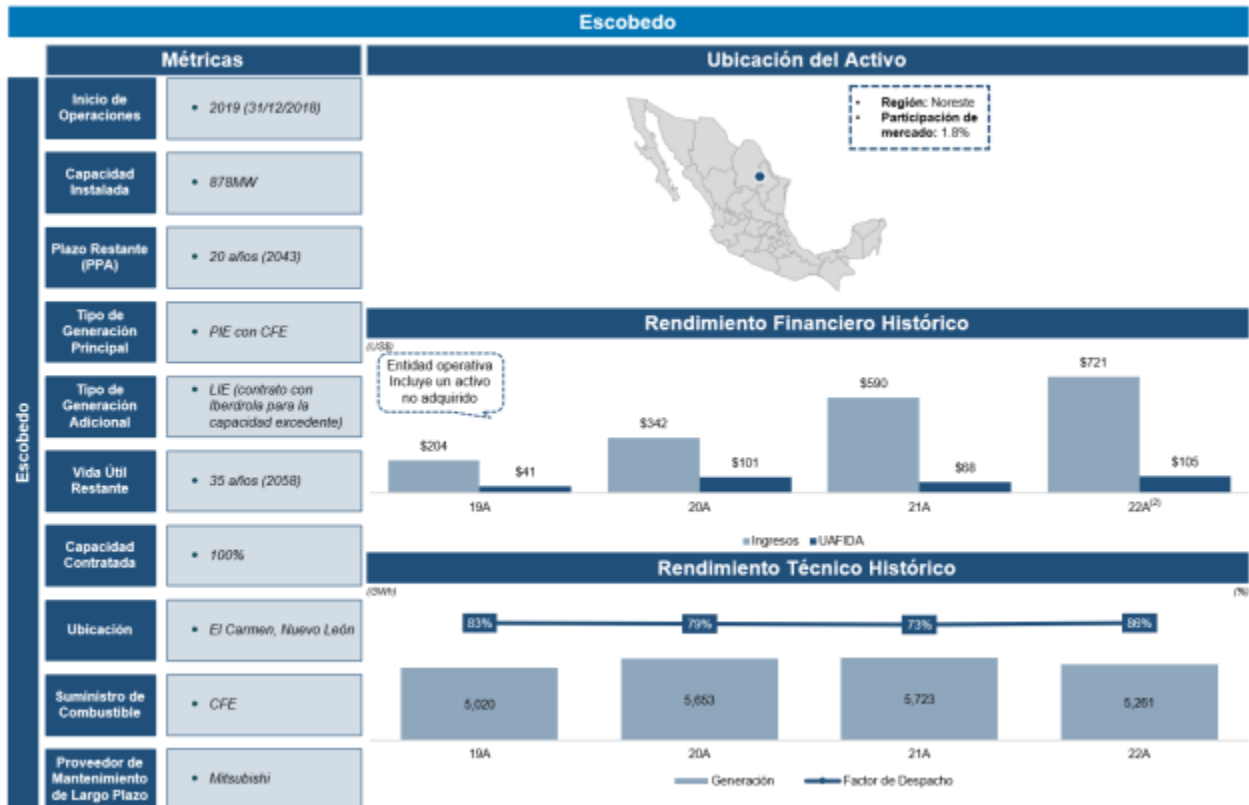 Escobedo
Métricas
Escobedo
Inicio de
Operaciones
• 2019 (31/12/2018)
Capacidad
Instalada
• 878MW
Plazo Restante
(PPA)
• 20 años (2043)
Tipo de
Generación
Principal
• PIE con CFE
Tipo de
Generación
Adicional
• LIE (contrato con
Iberdrola para la
capacidad excedente)
Vida Útil
Restante
• 35 años (2058)
Capacidad
Contratada
• 100%
Ubicación
• El Carmen, Nuevo León
Suministro de
Combustible
• CFE
Proveedor de
Mantenimiento
de Largo Plazo
• Mitsubishi
Ubicación del Activo
• Región: Noreste
• Participación de
mercado: 1.8%
Rendimiento Financiero Histórico
(US$)
Entidad operativa
Incluye un activo
no adquirido
$204
$41
$342
$101
$590
$68
$721
$105
19A
20A
21A
22A(2)
Ingresos
UAFIDA
Rendimiento Técnico Histórico
(GWh)
(%)
83%
79%
73%
86%
5,020
5,653
5,723
5,261
19A
20A
21A
22A
Generación
Factor de Despacho